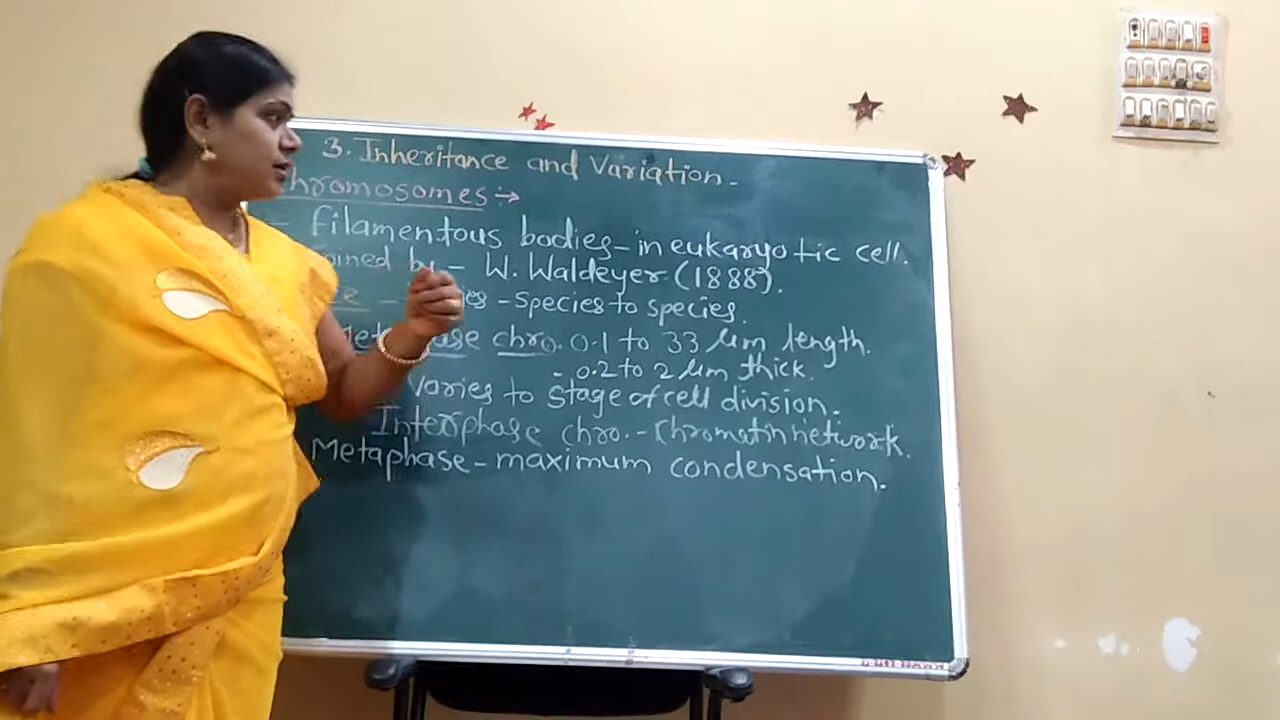 3. Inheritance and Variation -
hromosomes :→
- filamentous bodies - in eukaryotic cell.
oined by - W. Waldeyer (1888).
- Species to species.
chro. 0.1 to 33 μm length.
- 0.2 to 2 μm thick.
Varies to stage of cell division.
Interphase chro. - Chromatin network.
Metaphase - maximum condensation.